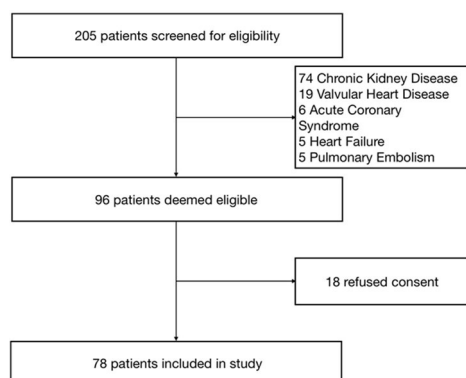 205 patients screened for eligibility
74 Chronic Kidney Disease
19 Valvular Heart Disease
6 Acute Coronary
Syndrome
5 Heart Failure
5 Pulmonary Embolism
96 patients deemed eligible
18 refused consent
78 patients included in study